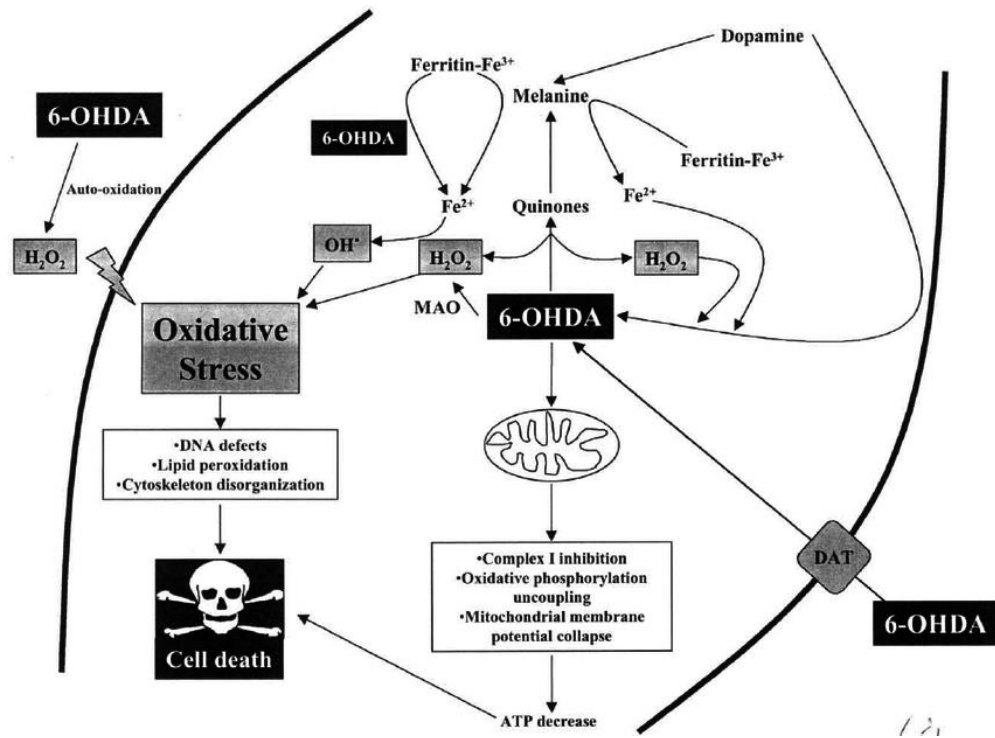 Dopamine
Ferritin-Fe³⁺
Melanine
6-OHDA
6-OHDA
Ferritin-Fe³⁺
Auto-oxidation
Fe²⁺
Quinones
Fe²⁺
H₂O₂
OH•
H₂O₂
H₂O₂
MAO
6-OHDA
Oxidative
Stress
•DNA defects
•Lipid peroxidation
•Cytoskeleton disorganization
•Complex I inhibition
•Oxidative phosphorylation
uncoupling
•Mitochondrial membrane
potential collapse
DAT
6-OHDA
Cell death
ATP decrease